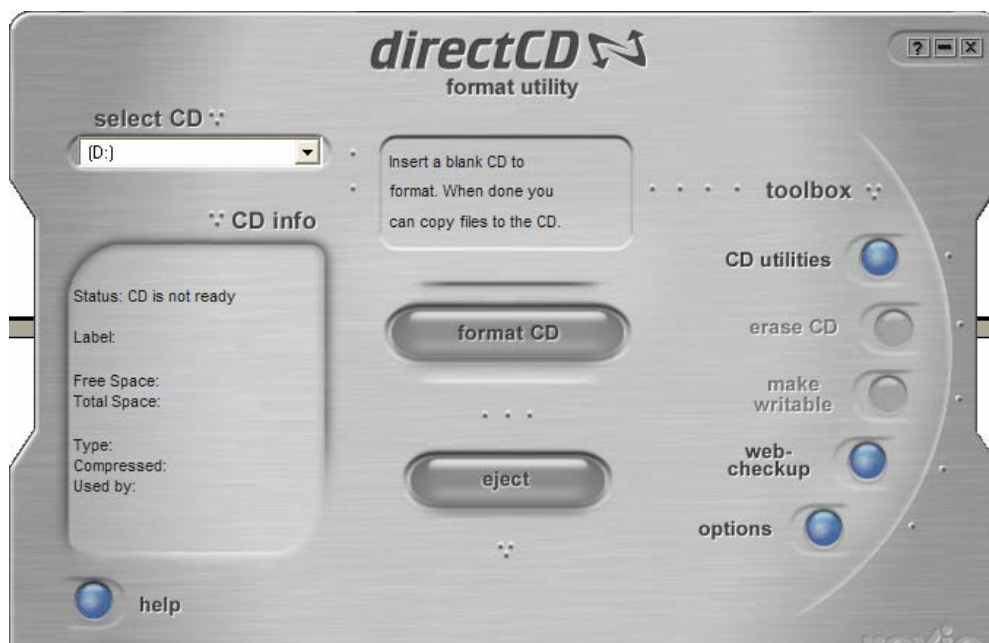 directCD
format utility
?
select CD
(D:)
Insert a blank CD to
format. When done you
can copy files to the CD.
toolbox
CD info
CD utilities
Status: CD is not ready
Label:
format CD
erase CD
Free Space:
Total Space:
make
writable
Type:
Compressed:
Used by:
eject
web-
checkup
options
help